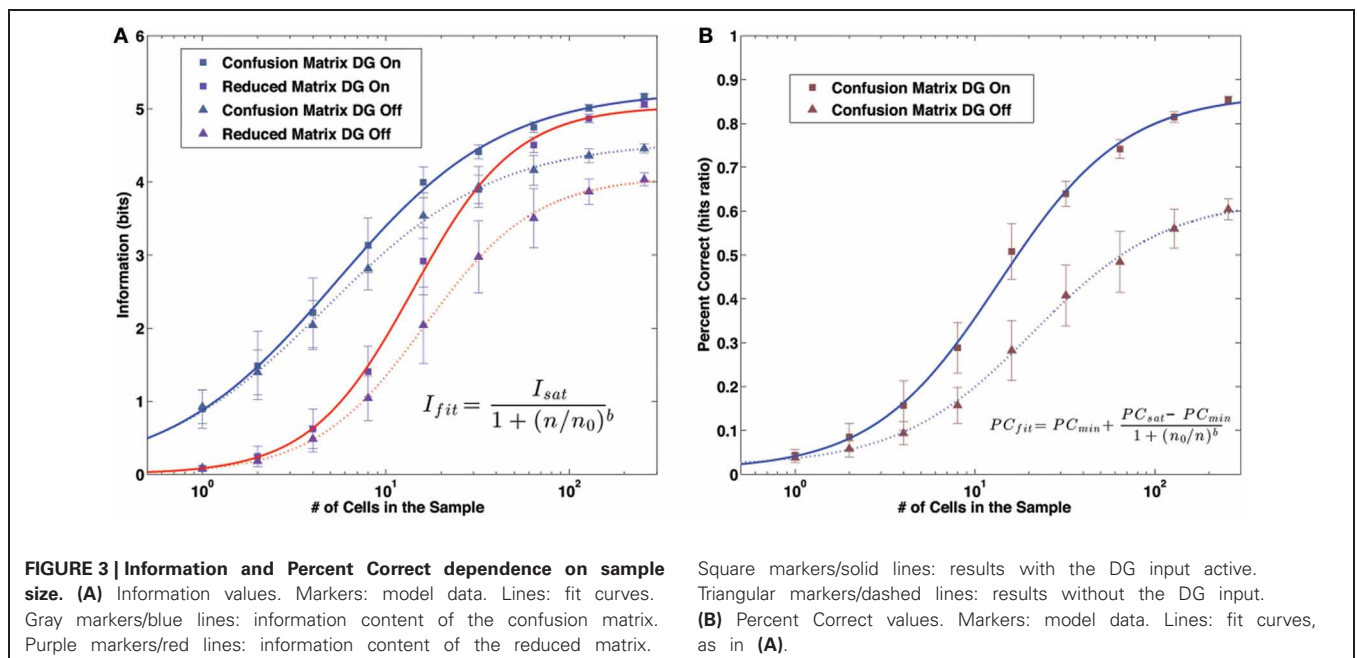 A
6
5
4
3
2
1
0
Information (bits)
Confusion Matrix DG On
Reduced Matrix DG On
Confusion Matrix DG Off
Reduced Matrix DG Off
I_fit = I_sat / 1 + (n/n_0)^b
10^0
10^1
10^2
# of Cells in the Sample
B
1
0.9
0.8
0.7
0.6
0.5
0.4
0.3
0.2
0.1
0
Percent Correct (hits ratio)
Confusion Matrix DG On
Confusion Matrix DG Off
PC_fit = PC_min + PC_sat - PC_min / 1 + (n_0/n)^b
10^0
10^1
10^2
# of Cells in the Sample
FIGURE 3 | Information and Percent Correct dependence on sample
size. (A) Information values. Markers: model data. Lines: fit curves.
Gray markers/blue lines: information content of the confusion matrix.
Purple markers/red lines: information content of the reduced matrix.
Square markers/solid lines: results with the DG input active.
Triangular markers/dashed lines: results without the DG input.
(B) Percent Correct values. Markers: model data. Lines: fit curves,
as in (A).